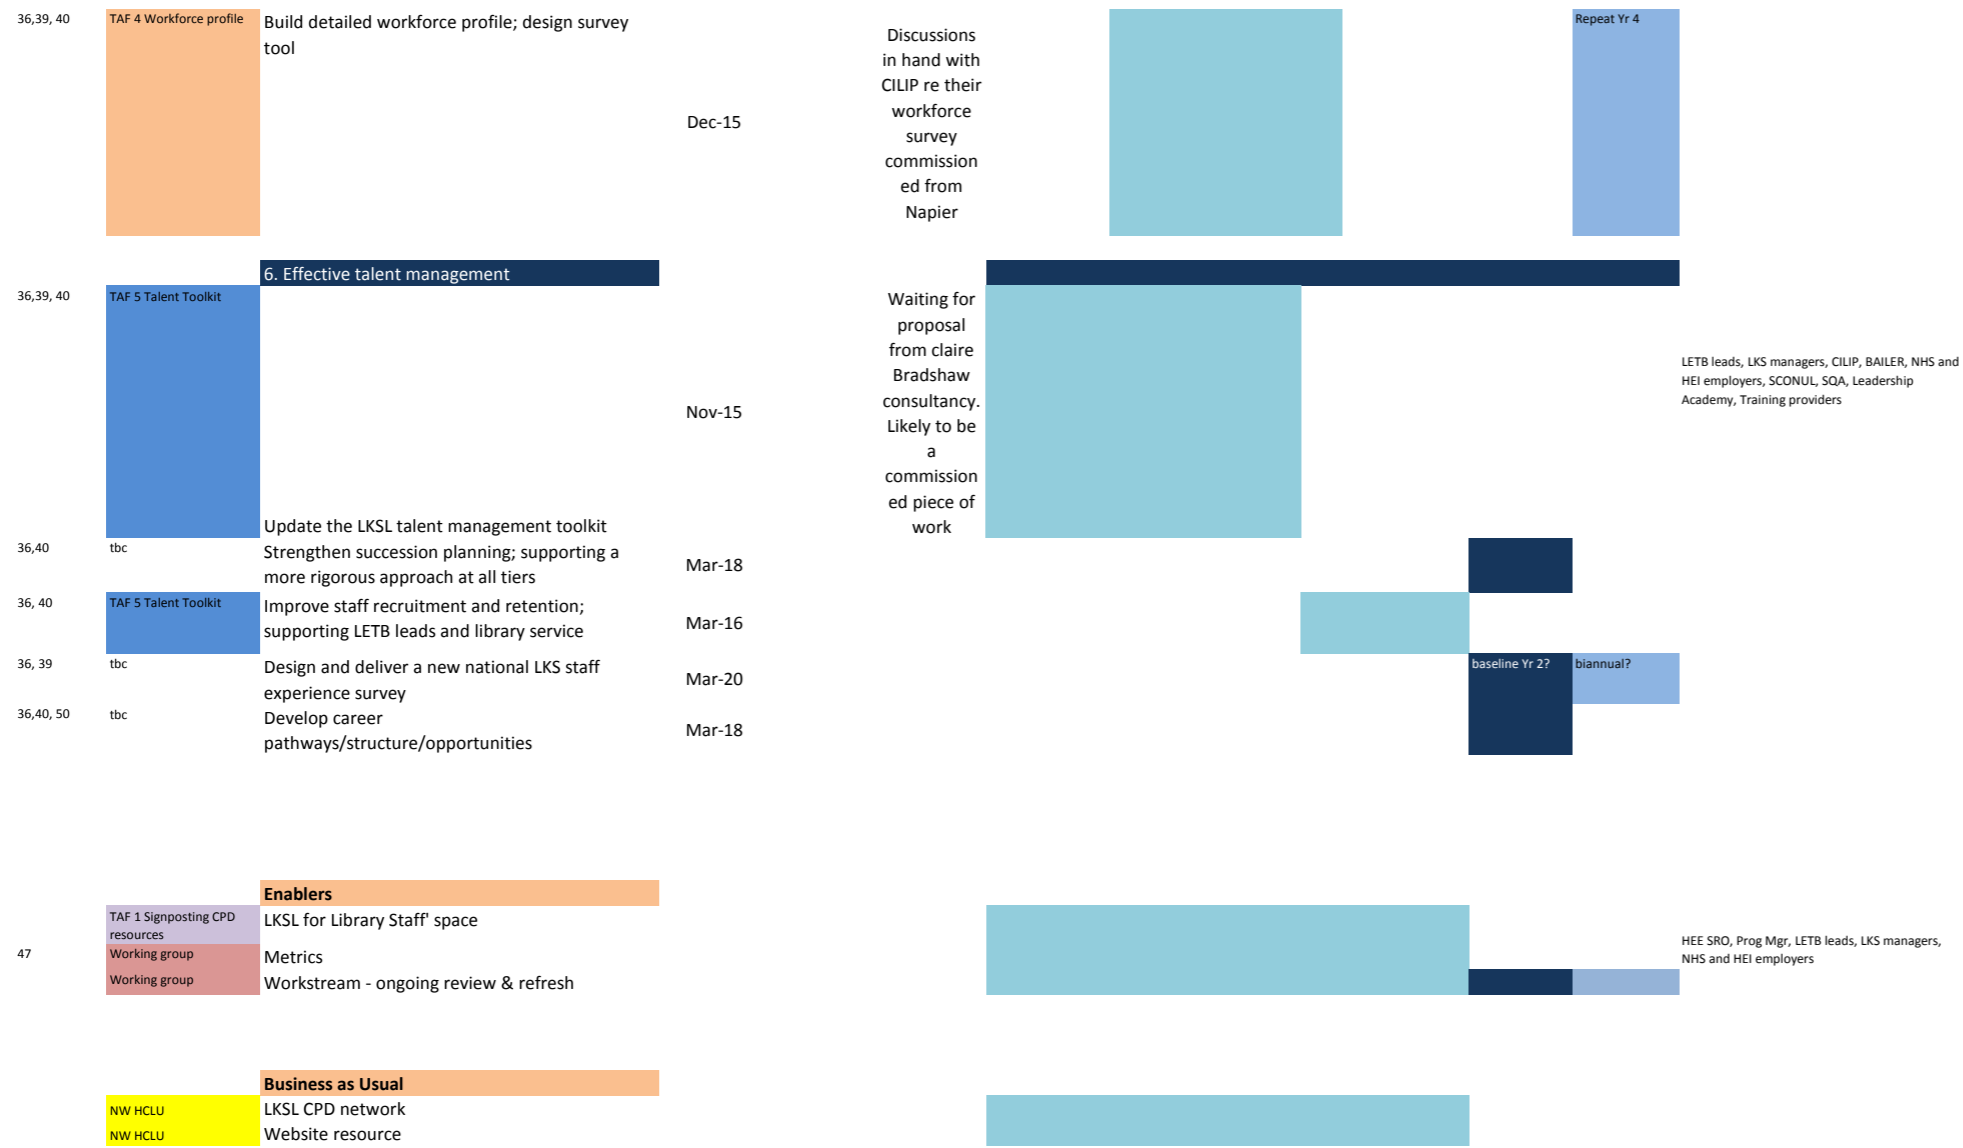 36,39, 40
TAF 4 Workforce profile
Build detailed workforce profile; design survey
tool
Dec-15
Discussions
in hand with
CILIP re their
workforce
survey
commission
ed from
Napier
Repeat Yr 4
6. Effective talent management
36,39, 40
TAF 5 Talent Toolkit
Update the LKSL talent management toolkit
Nov-15
Waiting for
proposal
from claire
Bradshaw
consultancy.
Likely to be
a
commission
ed piece of
work
LETB leads, LKS managers, CILIP, BAILER, NHS and
HEI employers, SCONUL, SQA, Leadership
Academy, Training providers
36,40
tbc
Strengthen succession planning; supporting a
more rigorous approach at all tiers
Mar-18
36, 40
TAF 5 Talent Toolkit
Improve staff recruitment and retention;
supporting LETB leads and library service
Mar-16
36, 39
tbc
Design and deliver a new national LKS staff
experience survey
Mar-20
baseline Yr 2?
biannual?
36,40, 50
tbc
Develop career
pathways/structure/opportunities
Mar-18
Enablers
TAF 1 Signposting CPD
resources
LKSL for Library Staff' space
47
Working group
Metrics
Working group
Workstream - ongoing review & refresh
HEE SRO, Prog Mgr, LETB leads, LKS managers,
NHS and HEI employers
Business as Usual
NW HCLU
LKSL CPD network
NW HCLU
Website resource